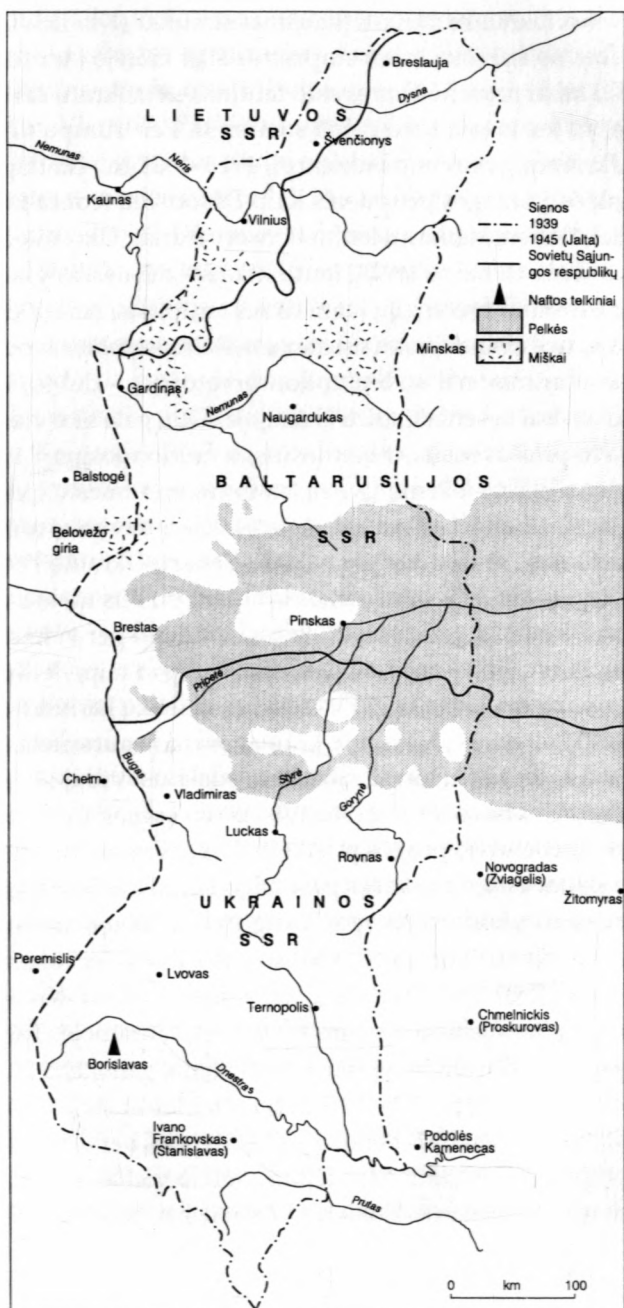 Breslauja
Dysna
LIETUVOS
SSR
Švenčionys
Nemunas
Neris
Kaunas
Vilnius
Sienos
1939
1945 (Jalta)
Sovietų Sąjun-
gos respublikų
Naftos telkiniai
Pelkės
Miškai
Minskas
Gardinas
Nemunas
Naugardukas
Balstogė
BALTARUSIJOS
SSR
Belovežo
giria
Pinskas
Brestas
Pripetė
Bugas
Chelm
Vladimiras
Styrė
Gorynė
Luckas
Rovnas
Novogradas
(Zviagelis)
Žitomyras
UKRAINOS
SSR
Peremislis
Lvovas
Ternopolis
Chmelnickis
(Proskurovas)
Borislavas
Dnestras
Ivano
Frankovskas
(Stanislavas)
Podolės
Kamenecas
Prutas
0 km 100